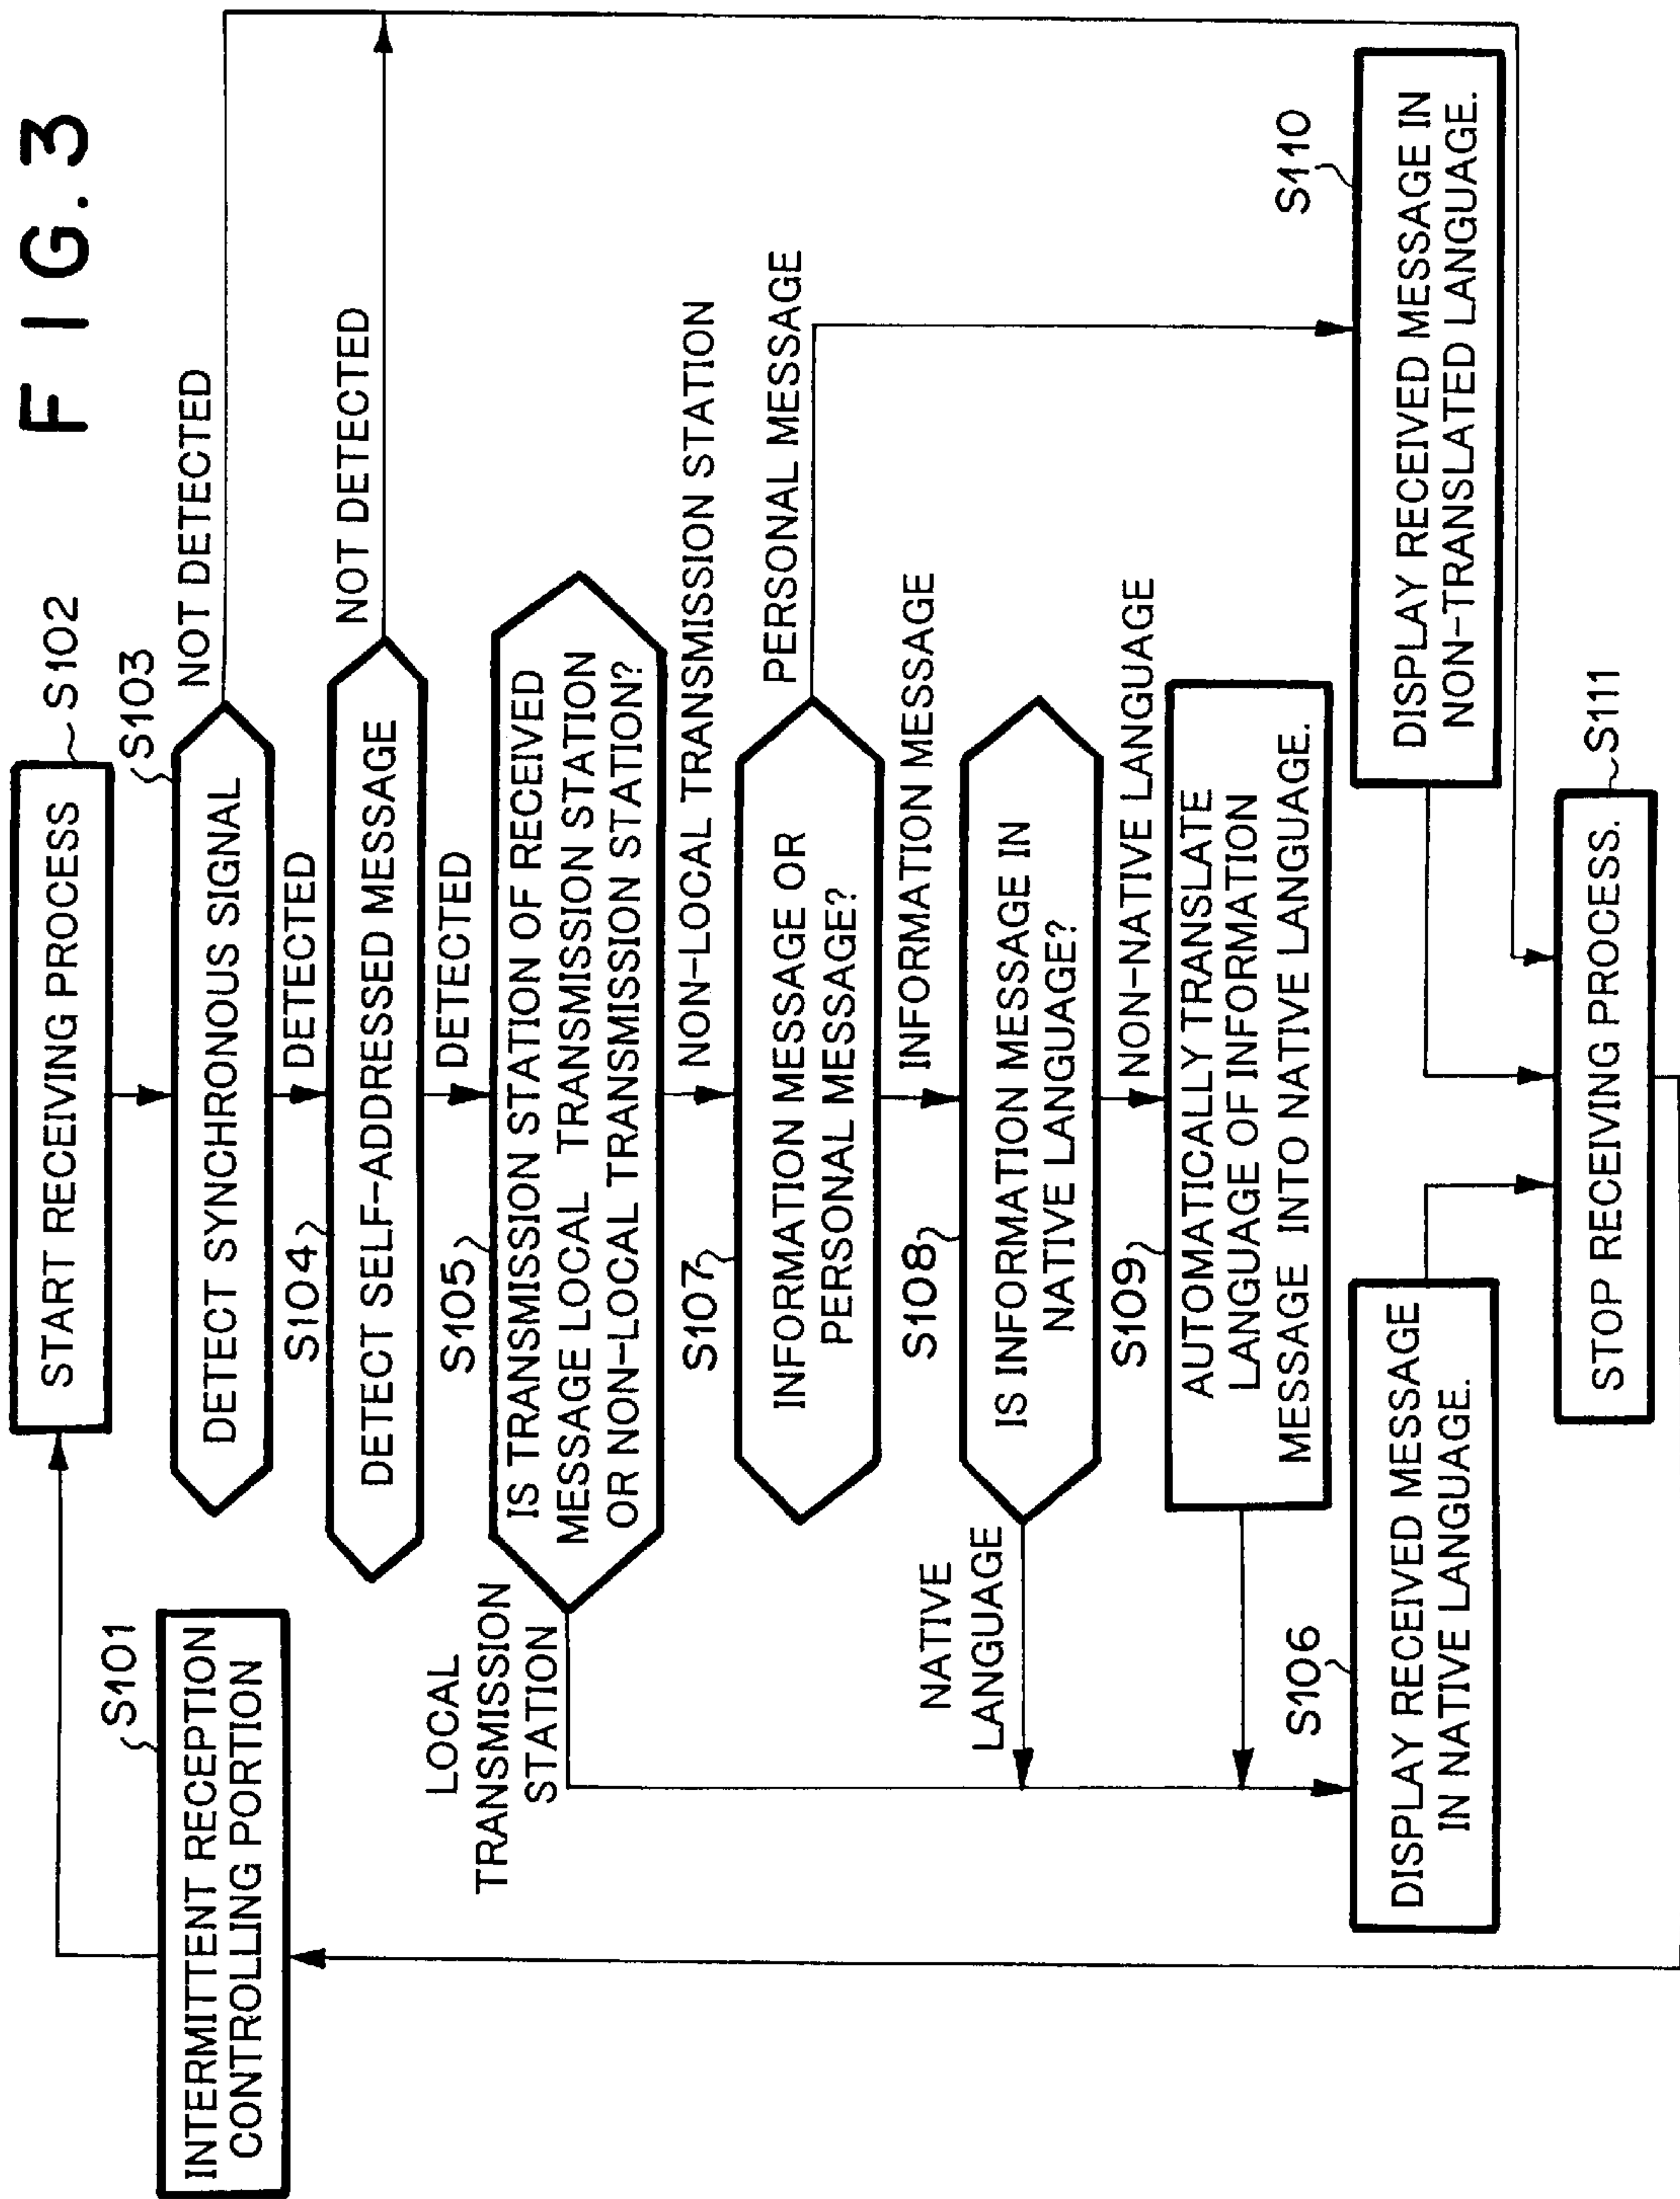 FIG.3
INTERMITTENT RECEPTION
CONTROLLING PORTION
S101
START RECEIVING PROCESS
S102
DETECT SYNCHRONOUS SIGNAL
S103
NOT DETECTED
DETECTED
S104
DETECT SELF-ADDRESSED MESSAGE
NOT DETECTED
DETECTED
S105
IS TRANSMISSION STATION OF RECEIVED
MESSAGE LOCAL TRANSMISSION STATION
OR NON-LOCAL TRANSMISSION STATION?
LOCAL
TRANSMISSION
STATION
NON-LOCAL TRANSMISSION STATION
S107
INFORMATION MESSAGE OR
PERSONAL MESSAGE?
PERSONAL MESSAGE
INFORMATION MESSAGE
S108
IS INFORMATION MESSAGE IN
NATIVE LANGUAGE?
NATIVE
LANGUAGE
NON-NATIVE LANGUAGE
S109
AUTOMATICALLY TRANSLATE
LANGUAGE OF INFORMATION
MESSAGE INTO NATIVE LANGUAGE.
S106
DISPLAY RECEIVED MESSAGE
IN NATIVE LANGUAGE.
S110
DISPLAY RECEIVED MESSAGE IN
NON-TRANSLATED LANGUAGE.
STOP RECEIVING PROCESS.
S111